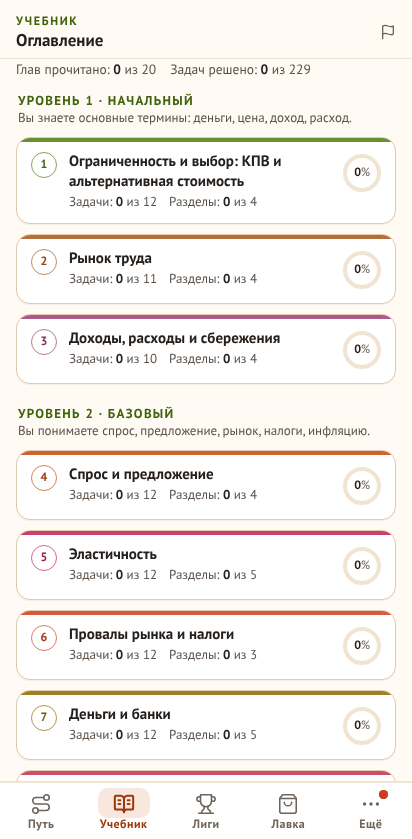 УЧЕБНИК
Оглавление
Глав прочитано: 0 из 20 Задач решено: 0 из 229
УРОВЕНЬ 1 · НАЧАЛЬНЫЙ
Вы знаете основные термины: деньги, цена, доход, расход.
1
Ограниченность и выбор: КПВ и
альтернативная стоимость
Задачи: 0 из 12 Разделы: 0 из 4
0%
2
Рынок труда
Задачи: 0 из 11 Разделы: 0 из 4
0%
3
Доходы, расходы и сбережения
Задачи: 0 из 10 Разделы: 0 из 4
0%
УРОВЕНЬ 2 · БАЗОВЫЙ
Вы понимаете спрос, предложение, рынок, налоги, инфляцию.
4
Спрос и предложение
Задачи: 0 из 12 Разделы: 0 из 4
0%
5
Эластичность
Задачи: 0 из 12 Разделы: 0 из 5
0%
6
Провалы рынка и налоги
Задачи: 0 из 12 Разделы: 0 из 3
0%
7
Деньги и банки
Задачи: 0 из 12 Разделы: 0 из 5
0%
Путь Учебник Лиги Лавка Ещё